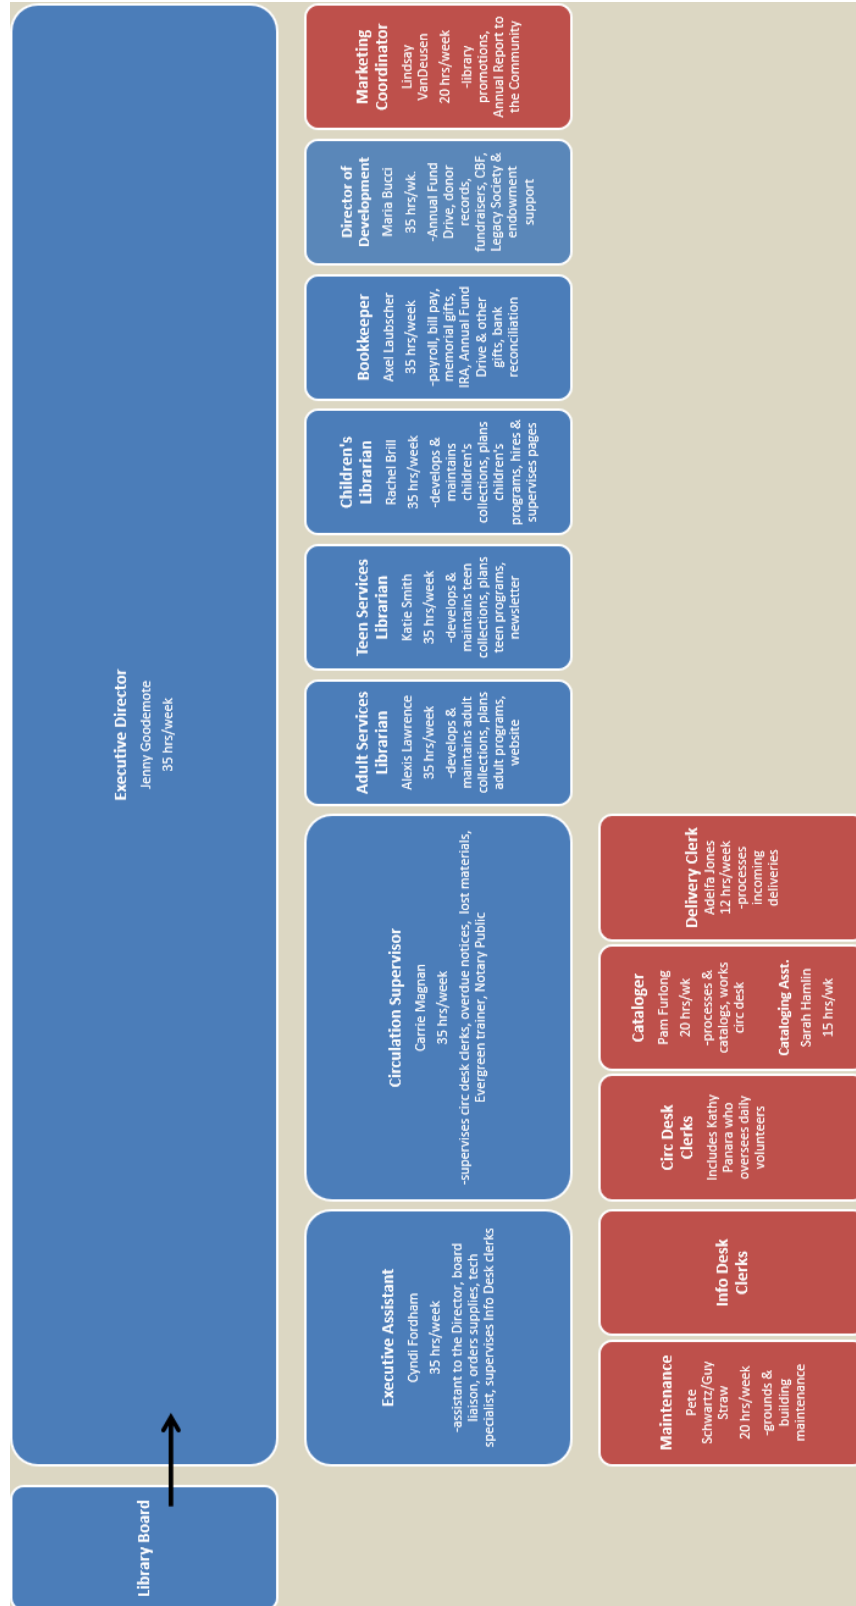 Library Board
Executive Director
Jenny Goodemote
35 hrs/week
Executive Assistant
Cyndi Fordham
35 hrs/week
-assistant to the Director, board
liaison, orders supplies, tech
specialist, supervises Info Desk clerks
Circulation Supervisor
Carrie Magnan
35 hrs/week
-supervises circ desk clerks, overdue notices, lost materials,
Evergreen trainer, Notary Public
Adult Services
Librarian
Alexis Lawrence
35 hrs/week
-develops &
maintains adult
collections, plans
adult programs,
website
Teen Services
Librarian
Katie Smith
35 hrs/week
-develops &
maintains teen
collections, plans
teen programs,
newsletter
Children's
Librarian
Rachel Brill
35 hrs/week
-develops &
maintains
children's
collections, plans
children's
programs, hires &
supervises pages
Bookkeeper
Axel Laubscher
35 hrs/week
-payroll, bill pay,
memorial gifts,
IRA, Annual Fund
Drive & other
gifts, bank
reconciliation
Director of
Development
Maria Bucci
35 hrs/wk.
-Annual Fund
Drive, donor
records,
fundraisers, CBF,
Legacy Society &
endowment
support
Marketing
Coordinator
Lindsay
VanDeusen
20 hrs/week
-library
promotions,
Annual Report to
the Community
Maintenance
Pete
Schwartz/Guy
Straw
20 hrs/week
-grounds &
building
maintenance
Info Desk
Clerks
Circ Desk
Clerks
Includes Kathy
Panara who
oversees daily
volunteers
Cataloger
Pam Furlong
20 hrs/wk
-processes &
catalogs, works
circ desk
Cataloging Asst.
Sarah Hamlin
15 hrs/wk
Delivery Clerk
Adelfa Jones
12 hrs/week
-processes
incoming
deliveries